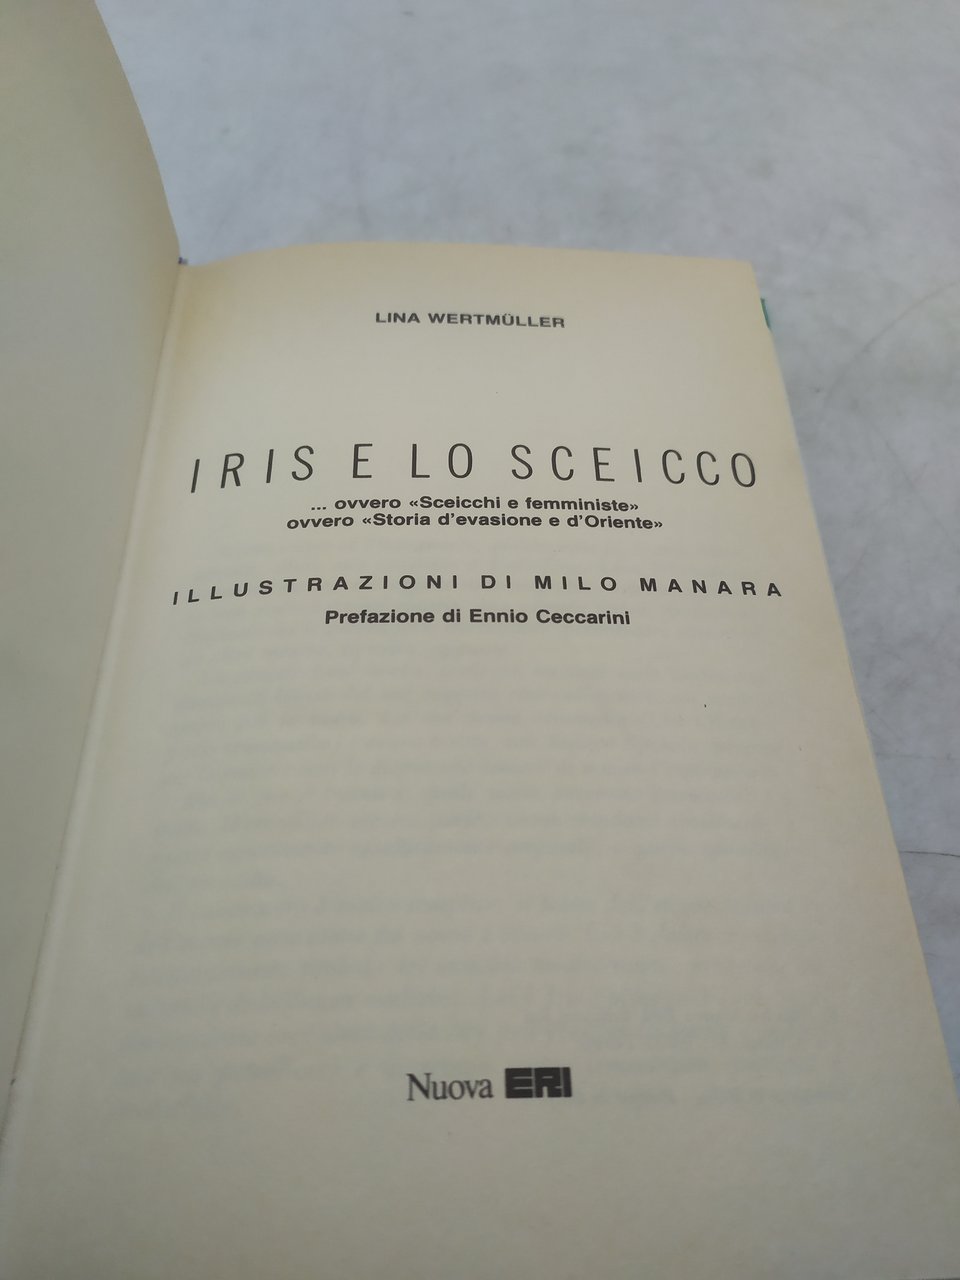 LINA WERTMÜLLER
IRIS E LO SCEICCO
... ovvero «Sceicchi e femministe»
ovvero «Storia d'evasione e d'Oriente»
ILLUSTRAZIONI DI MILO MANARA
Prefazione di Ennio Ceccarini
Nuova ERI